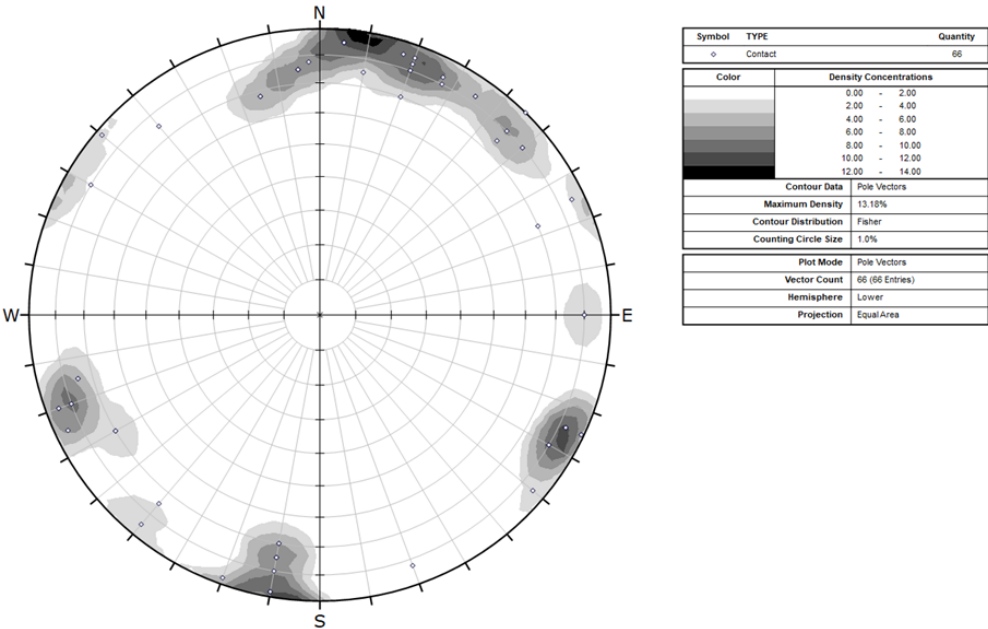 N
W
E
S
Symbol TYPE Quantity
Contact 66
Color Density Concentrations
0.00 - 2.00
2.00 - 4.00
4.00 - 6.00
6.00 - 8.00
8.00 - 10.00
10.00 - 12.00
12.00 - 14.00
Contour Data Pole Vectors
Maximum Density 13.18%
Contour Distribution Fisher
Counting Circle Size 1.0%
Plot Mode Pole Vectors
Vector Count 66 (66 Entries)
Hemisphere Lower
Projection Equal Area